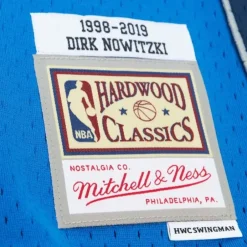 1998-2019
DIRK NOWITZKI
HARDWOOD
NBA
CLASSICS
NOSTALGIA CO.
Mitchell & Ness
PHILADELPHIA, PA.
HWC SWINGMAN